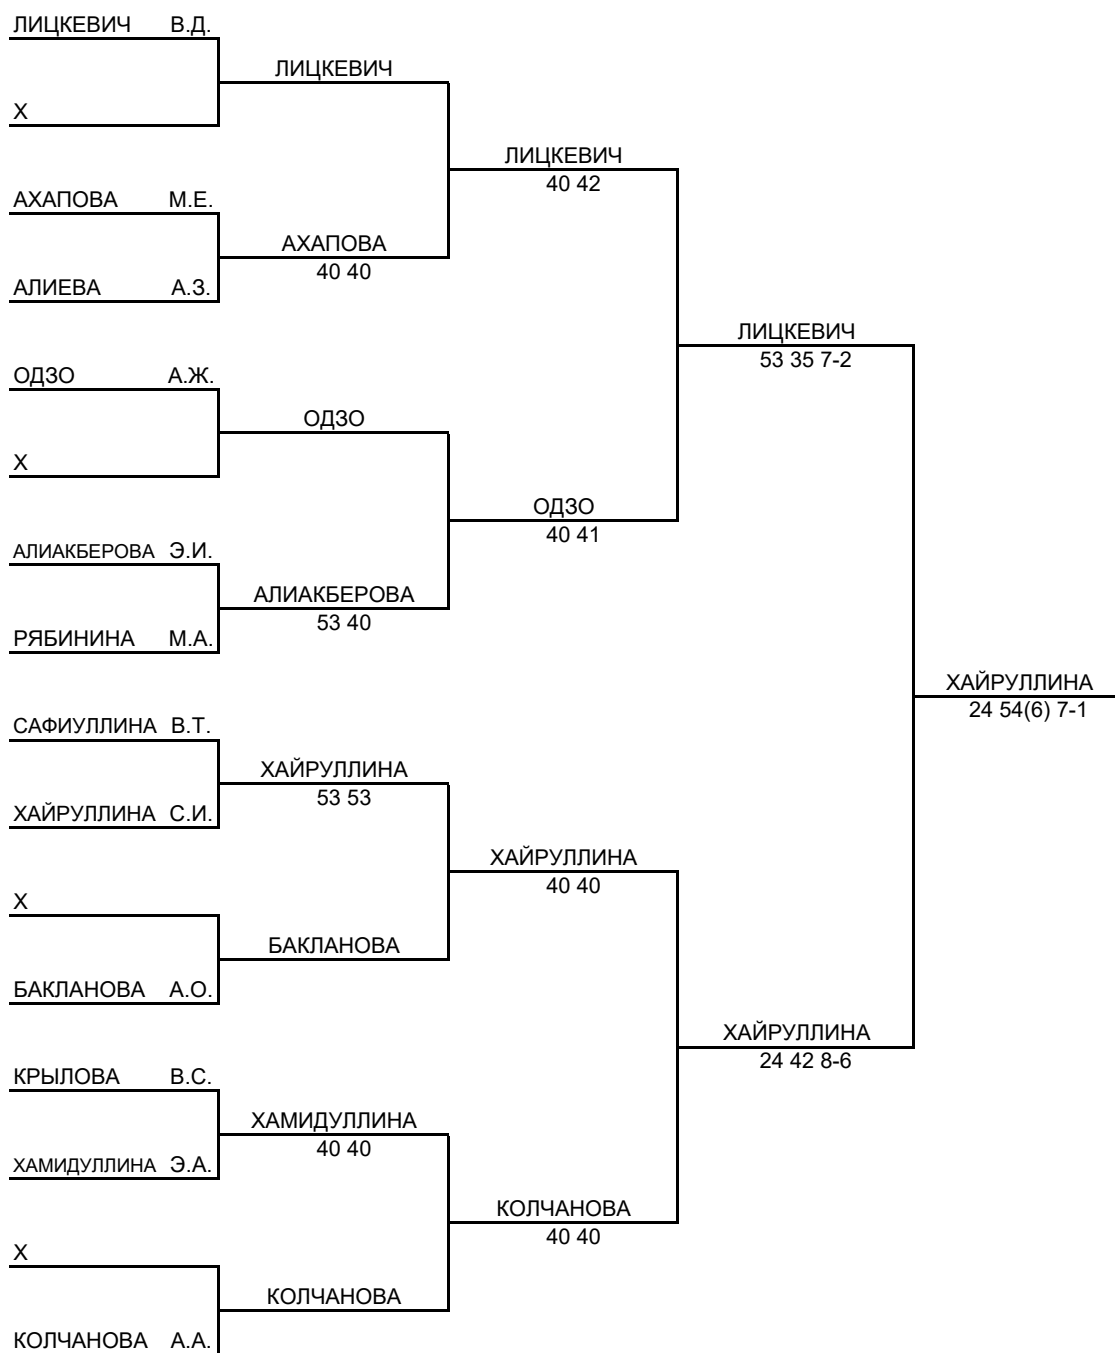 ЛИЦКЕВИЧ В.Д.
ЛИЦКЕВИЧ
Х
ЛИЦКЕВИЧ
40 42
АХАПОВА М.Е.
АХАПОВА
40 40
АЛИЕВА А.З.
ЛИЦКЕВИЧ
53 35 7-2
ОДЗО А.Ж.
ОДЗО
Х
ОДЗО
40 41
АЛИАКБЕРОВА Э.И.
АЛИАКБЕРОВА
53 40
РЯБИНИНА М.А.
ХАЙРУЛЛИНА
24 54(6) 7-1
САФИУЛЛИНА В.Т.
ХАЙРУЛЛИНА
53 53
ХАЙРУЛЛИНА С.И.
ХАЙРУЛЛИНА
40 40
Х
БАКЛАНОВА
БАКЛАНОВА А.О.
ХАЙРУЛЛИНА
24 42 8-6
КРЫЛОВА В.С.
ХАМИДУЛЛИНА
40 40
ХАМИДУЛЛИНА Э.А.
КОЛЧАНОВА
40 40
Х
КОЛЧАНОВА
КОЛЧАНОВА А.А.